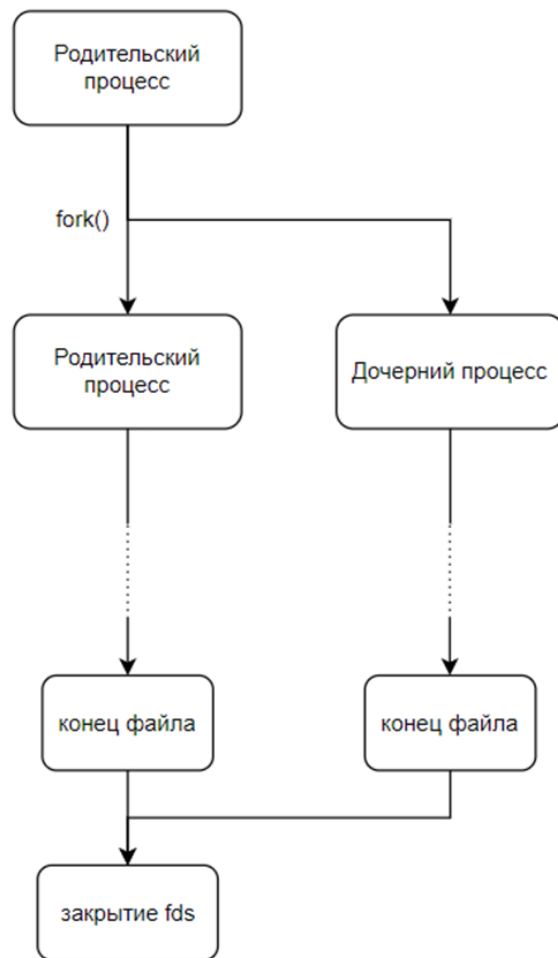 Родительский
процесс
fork()
Родительский
процесс
Дочерний процесс
конец файла
конец файла
закрытие fds